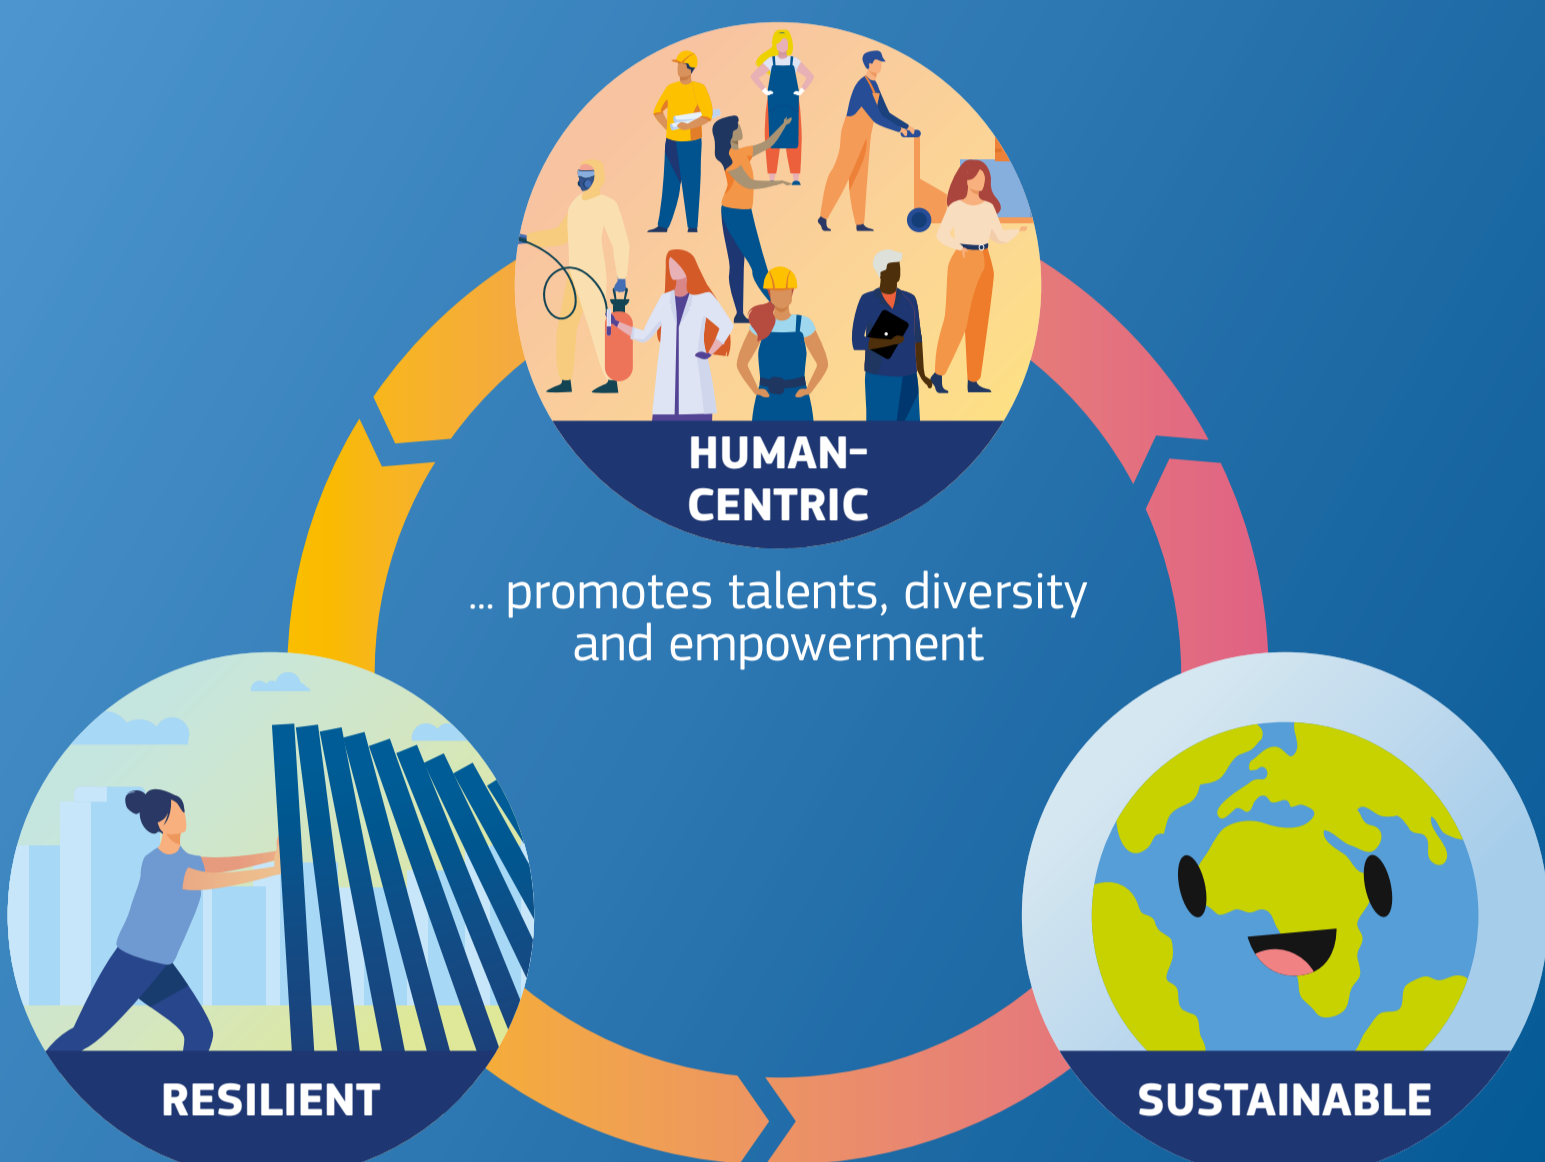 HUMAN-
CENTRIC
... promotes talents, diversity
and empowerment
RESILIENT
SUSTAINABLE